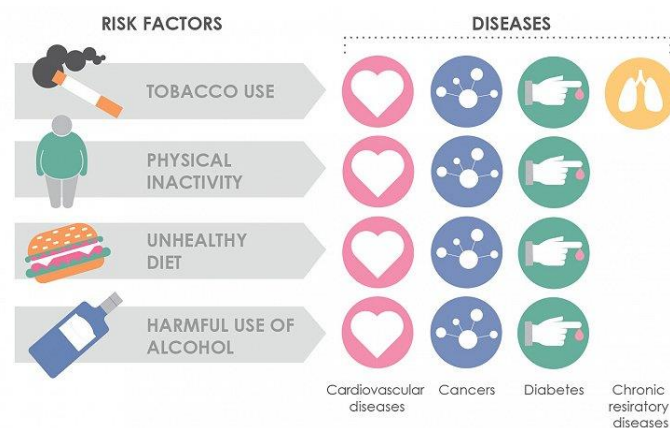 RISK FACTORS
DISEASES
TOBACCO USE
PHYSICAL
INACTIVITY
UNHEALTHY
DIET
HARMFUL USE OF
ALCOHOL
Cardiovascular
diseases
Cancers
Diabetes
Chronic
resiratory
diseases